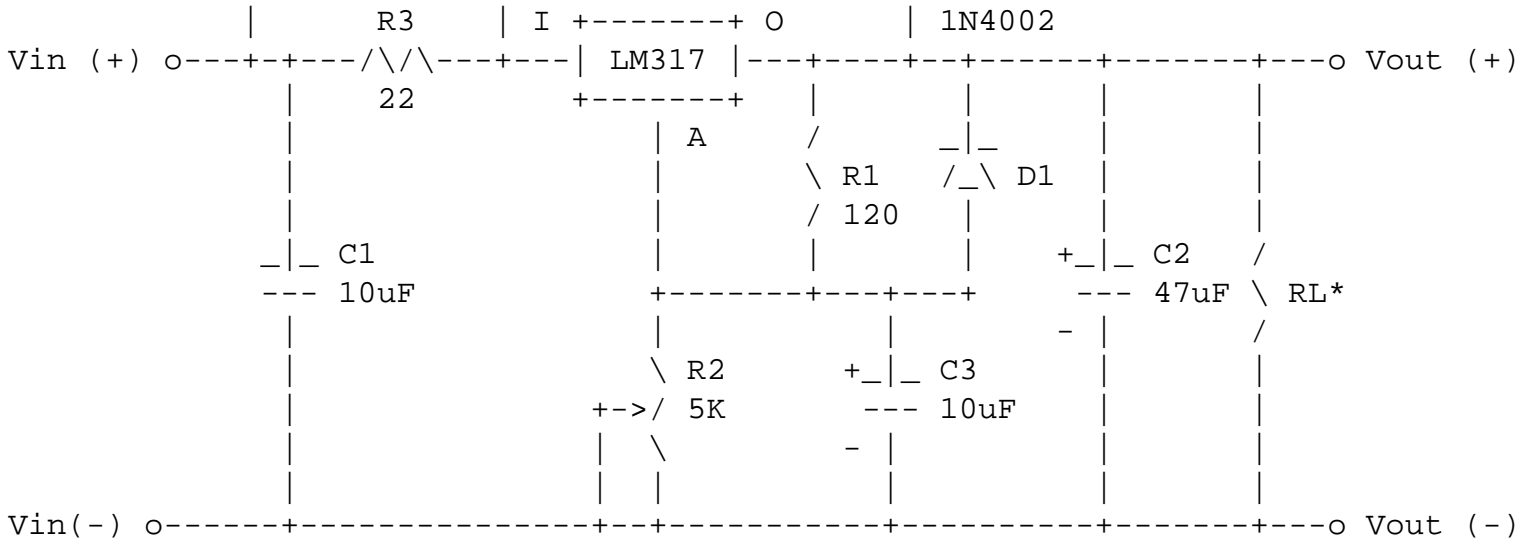 R3 I O 1N4002
Vin (+) LM317 Vout (+)
22
A
R1 D1
120
C1 + C2
10uF 47uF RL*
-
R2 + C3
5K 10uF
-
Vin(-) Vout (-)